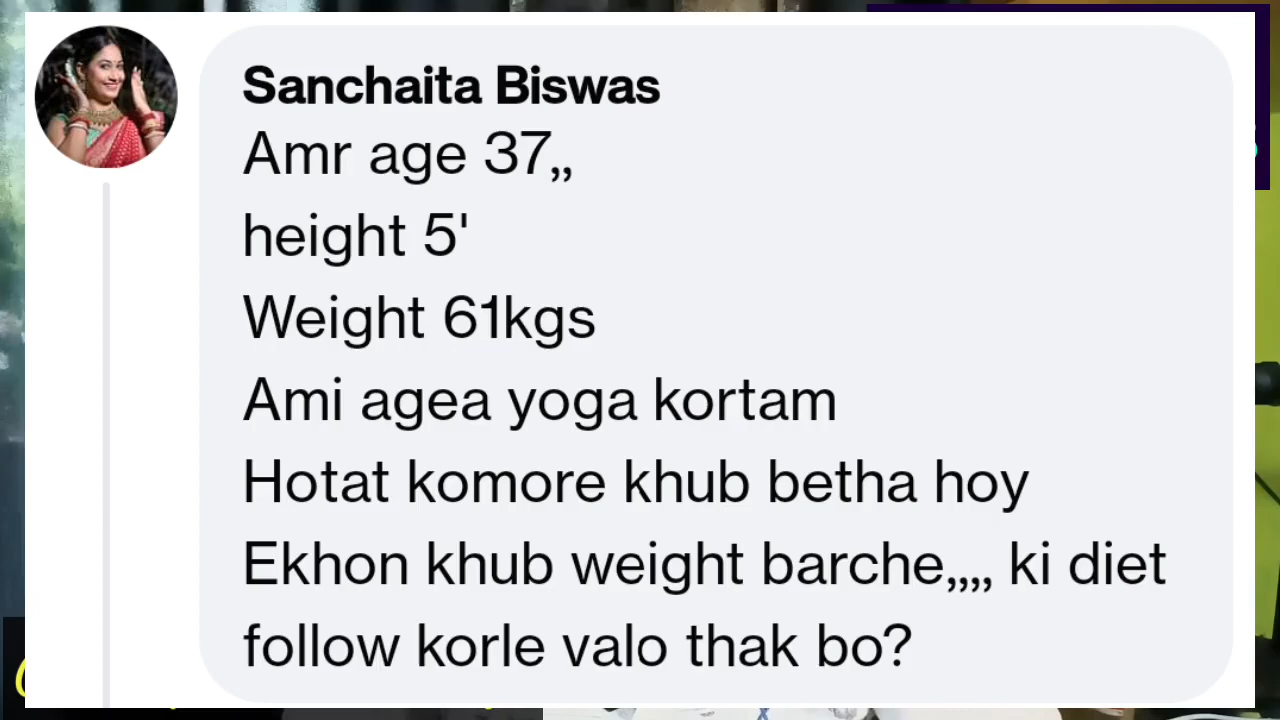 Sanchaita Biswas
Amr age 37,,
height 5'
Weight 61kgs
Ami agea yoga kortam
Hotat komore khub betha hoy
Ekhon khub weight barche,,,, ki diet
follow korle valo thak bo?